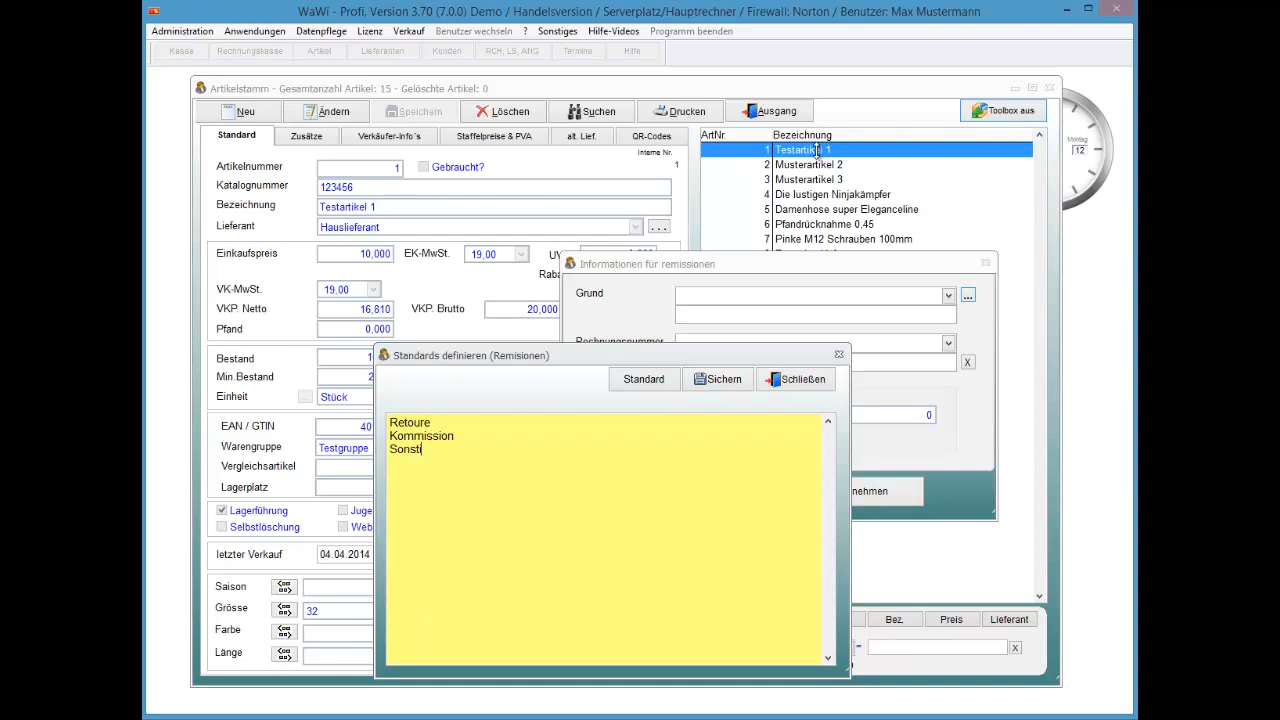 WaWi - Profi, Version 3.70 (7.0.0) Demo / Handelsversion / Serverplatz/Hauptrechner / Firewall: Norton / Benutzer: Max Mustermann
Administration Anwendungen Datenpflege Lizenz Verkauf Benutzer wechseln ? Sonstiges Hilfe-Videos Programm beenden
Kasse Rechnungskasse Artikel Lieferanten Kunden RCH, LS, ANG Termine Hilfe
Artikelstamm - Gesamtanzahl Artikel: 15 - Gelöschte Artikel: 0
Neu Ändern Speichern Löschen Suchen Drucken Ausgang Toolbox aus
Standard Zusätze Verkäufer-Info´s Staffelpreise & PVA alt. Lief. QR-Codes
Interne Nr.
1
Artikelnummer 1 Gebraucht?
Katalognummer 123456
Bezeichnung Testartikel 1
Lieferant Hauslieferant ...
Einkaufspreis 10,000 EK-MwSt. 19,00
VK-MwSt. 19,00
VKP. Netto 16,810 VKP. Brutto 20,000
Pfand 0,000
Bestand
Min.Bestand
Einheit Stück
EAN / GTIN
Warengruppe Testgruppe
Vergleichsartikel
Lagerplatz
Lagerführung
Selbstlöschung
letzter Verkauf 04.04.2014
Saison
Grösse 32
Farbe
Länge
ArtNr. Bezeichnung
1 Testartikel 1
2 Musterartikel 2
3 Musterartikel 3
4 Die lustigen Ninjakämpfer
5 Damenhose super Eleganceline
6 Pfandrücknahme 0,45
7 Pinke M12 Schrauben 100mm
Montag
12
Informationen für remissionen
Grund ...
Rechnungsnummer
X
0
nehmen
Standards definieren (Remisionen)
Standard Sichern Schließen
Retoure
Kommission
Sonsti
Bez. Preis Lieferant
= X